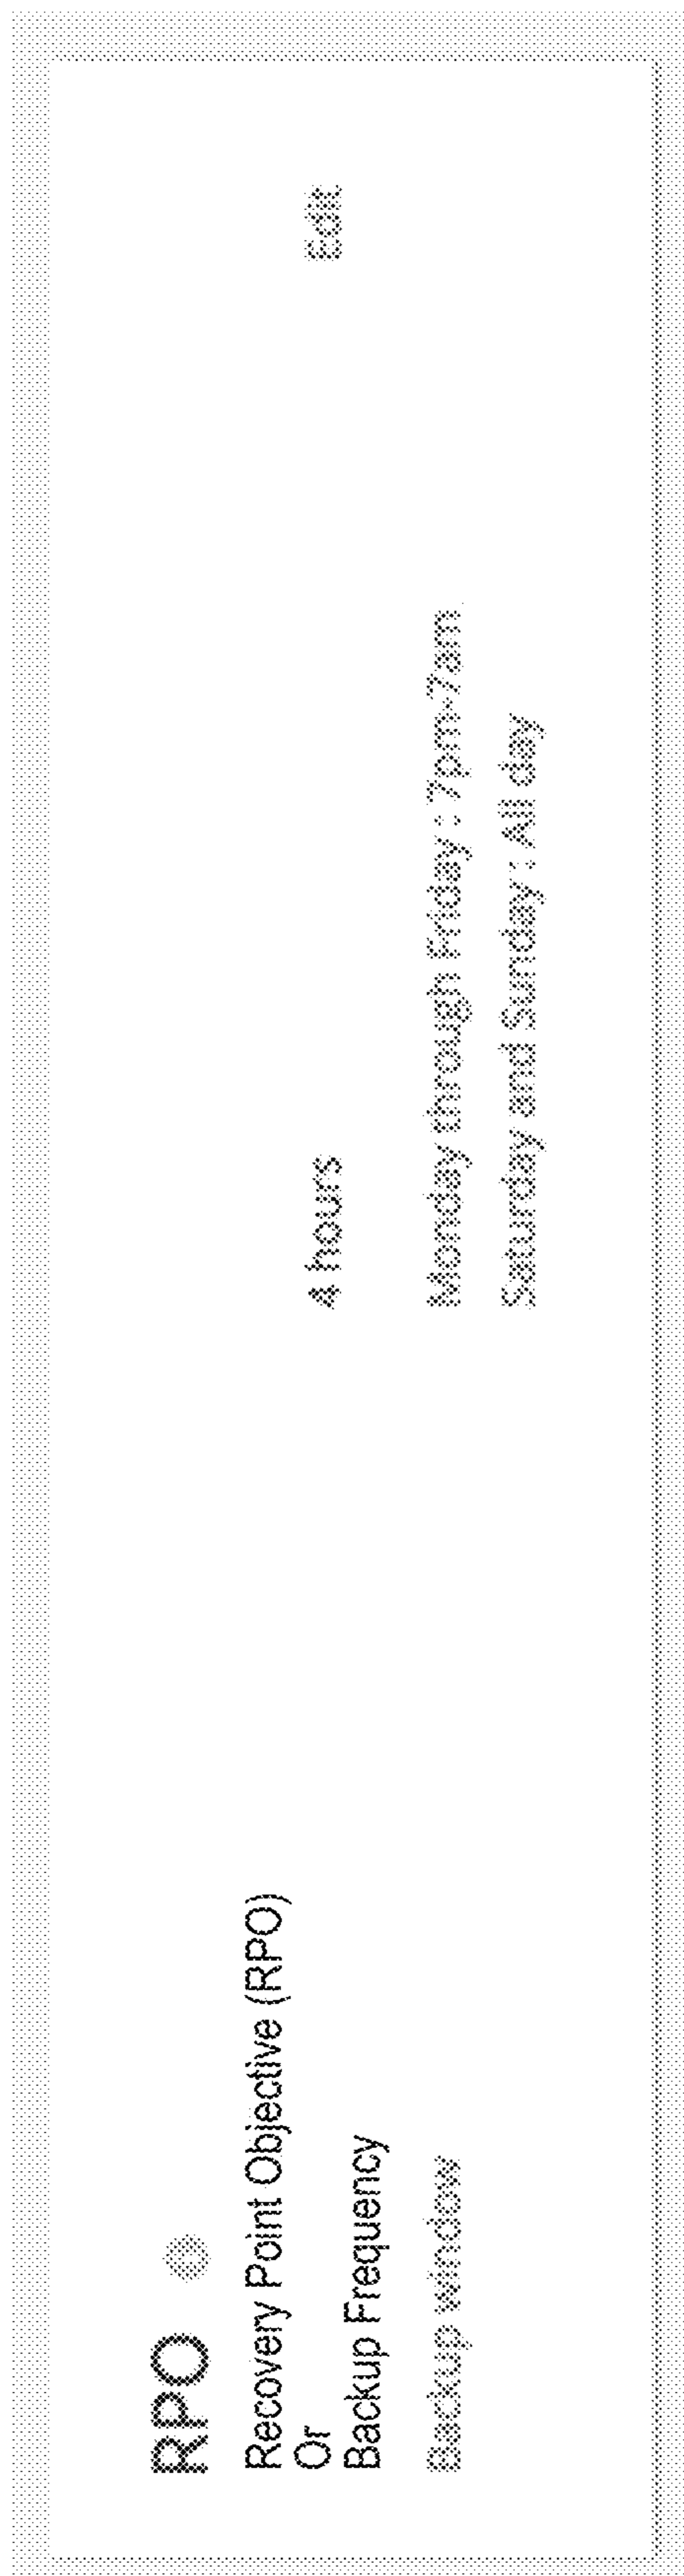 RPO
Recovery Point Objective (RPO)
Or
Backup Frequency
4 hours
Edit
Backup window
Monday through Friday : 7pm-7am
Saturday and Sunday : All day